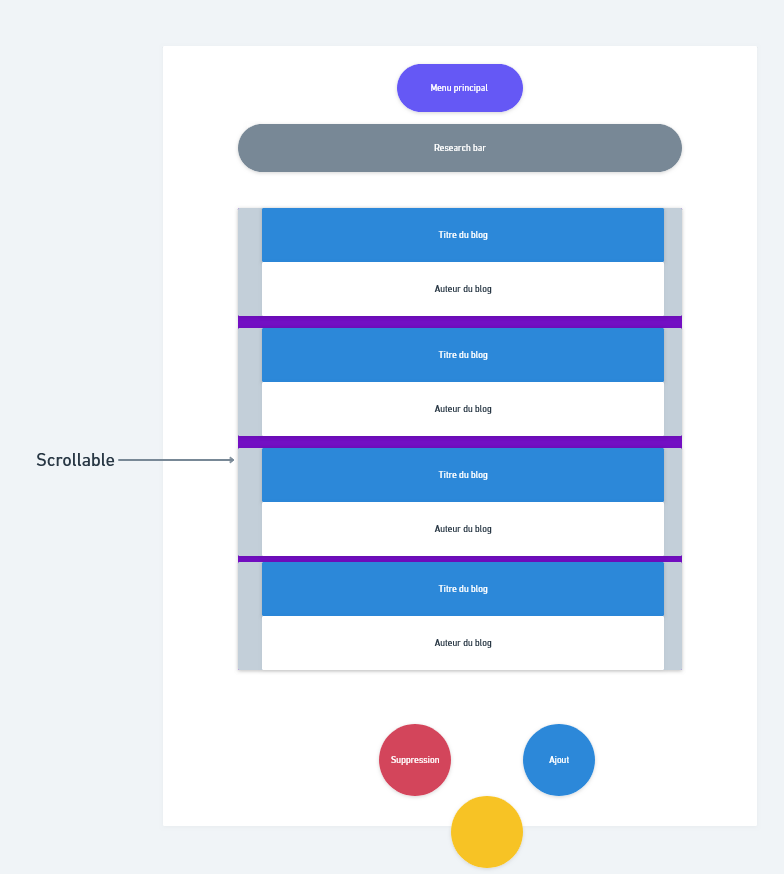 Menu principal
Research bar
Titre du blog
Auteur du blog
Titre du blog
Auteur du blog
Scrollable
Titre du blog
Auteur du blog
Titre du blog
Auteur du blog
Suppression
Ajout